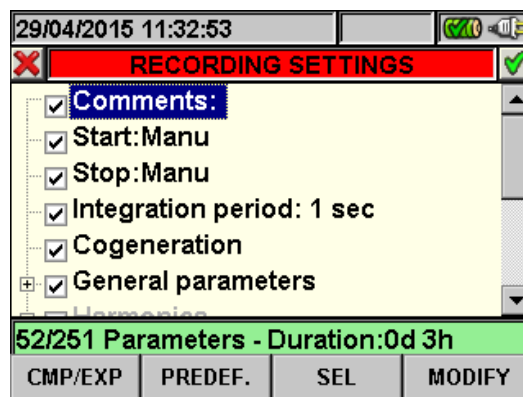 29/04/2015 11:32:53
RECORDING SETTINGS
Comments:
Start:Manu
Stop:Manu
Integration period: 1 sec
Cogeneration
General parameters
Harmonics
52/251 Parameters - Duration:0d 3h
CMP/EXP PREDEF. SEL MODIFY